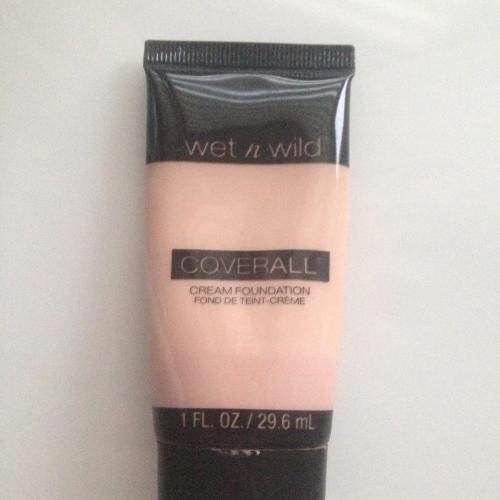 wet n wild
COVERALL
CREAM FOUNDATION
FOND DE TEINT-CRÈME
1 FL. OZ. / 29.6 mL